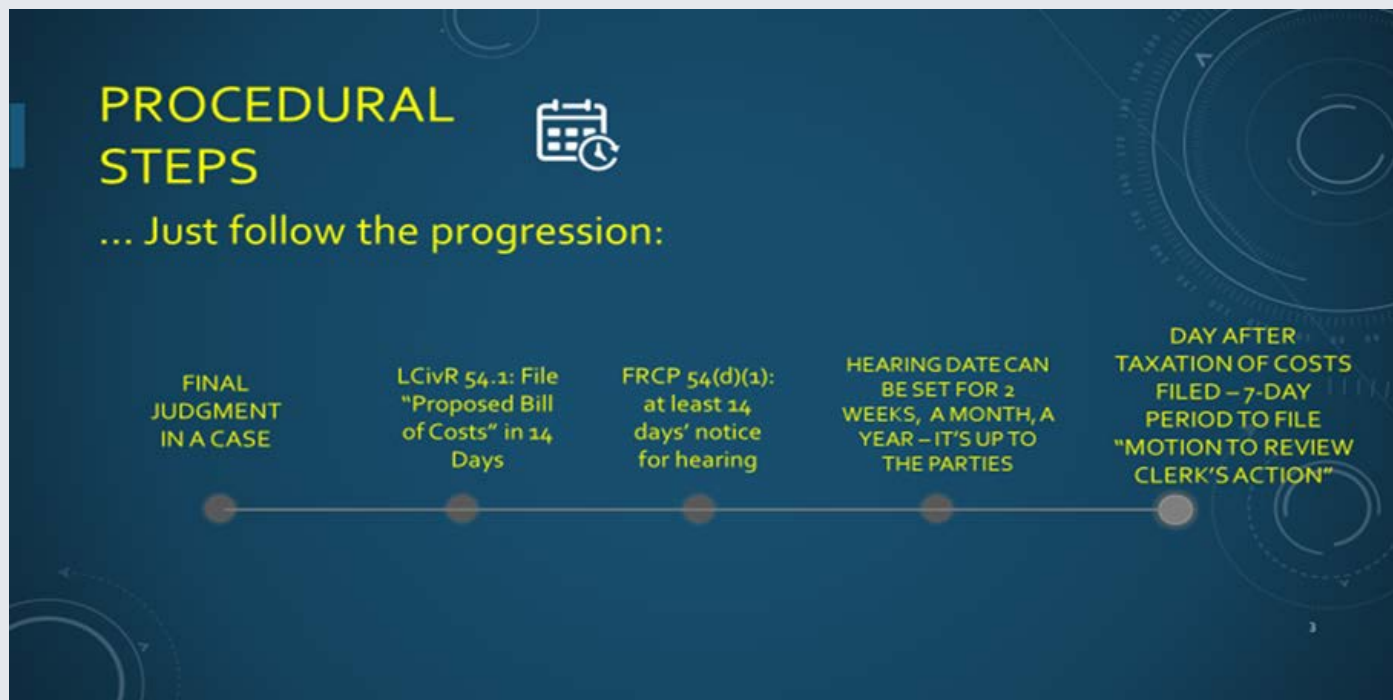 PROCEDURAL
STEPS
... Just follow the progression:
FINAL
JUDGMENT
IN A CASE
LCivR 54.1: File
“Proposed Bill
of Costs” in 14
Days
FRCP 54(d)(1):
at least 14
days’ notice
for hearing
HEARING DATE CAN
BE SET FOR 2
WEEKS, A MONTH, A
YEAR – IT’S UP TO
THE PARTIES
DAY AFTER
TAXATION OF COSTS
FILED – 7-DAY
PERIOD TO FILE
“MOTION TO REVIEW
CLERK’S ACTION”
3